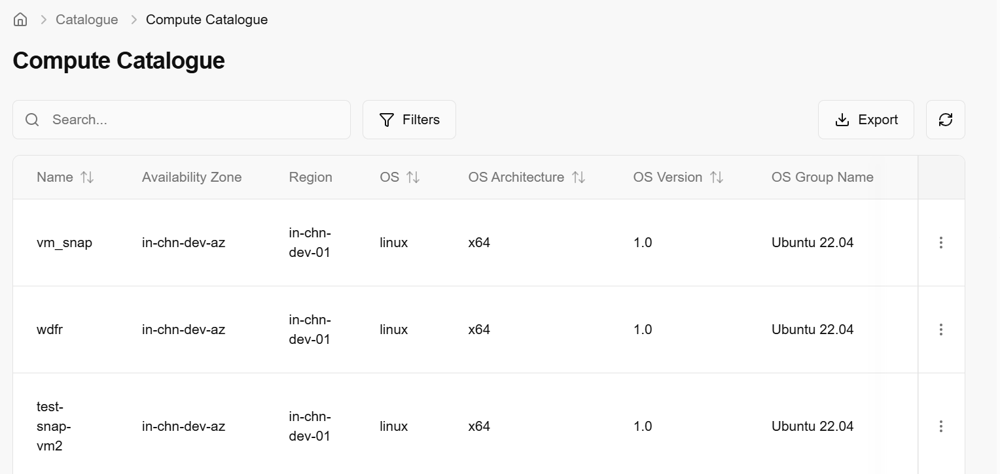 Catalogue Compute Catalogue
Compute Catalogue
Search... Filters Export
Name Availability Zone Region OS OS Architecture OS Version OS Group Name
vm_snap in-chn-dev-az in-chn-dev-01 linux x64 1.0 Ubuntu 22.04
wdfr in-chn-dev-az in-chn-dev-01 linux x64 1.0 Ubuntu 22.04
test-snap-vm2 in-chn-dev-az in-chn-dev-01 linux x64 1.0 Ubuntu 22.04